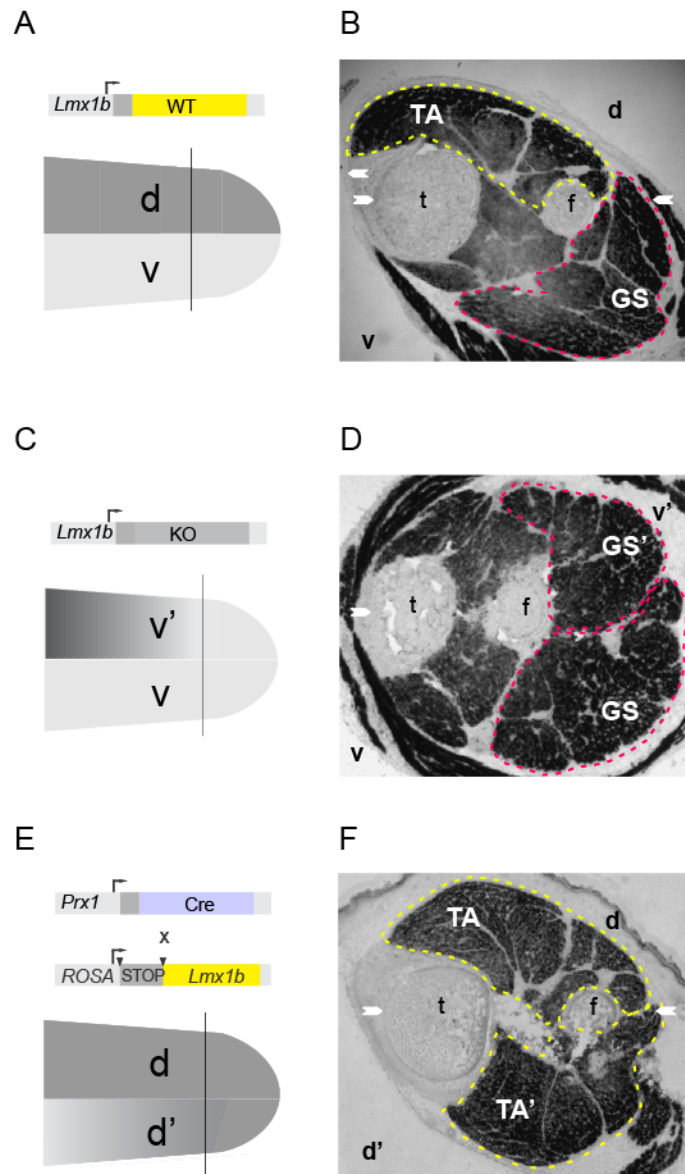 A
B
Lmx1b WT
d
v
d
TA
t
f
GS
v
C
D
Lmx1b KO
v'
v
v'
GS'
t
f
GS
v
E
F
Prx1 Cre
x
ROSA STOP Lmx1b
d
d'
TA
d
t
f
TA'
d'